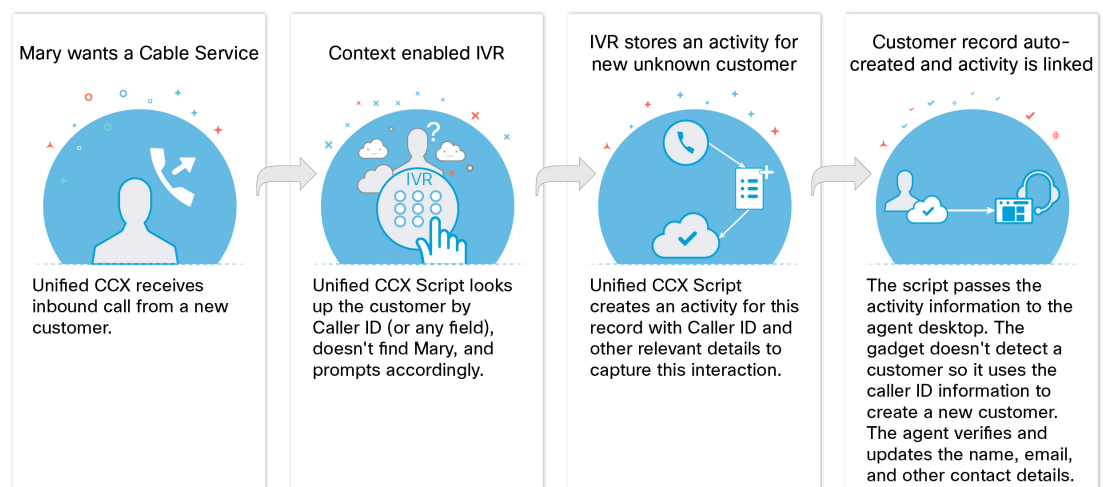 Mary wants a Cable Service
Unified CCX receives
inbound call from a new
customer.
Context enabled IVR
?
IVR
Unified CCX Script looks
up the customer by
Caller ID (or any field),
doesn't find Mary, and
prompts accordingly.
IVR stores an activity for
new unknown customer
Unified CCX Script
creates an activity for this
record with Caller ID and
other relevant details to
capture this interaction.
Customer record auto-
created and activity is linked
The script passes the
activity information to the
agent desktop. The
gadget doesn't detect a
customer so it uses the
caller ID information to
create a new customer.
The agent verifies and
updates the name, email,
and other contact details.